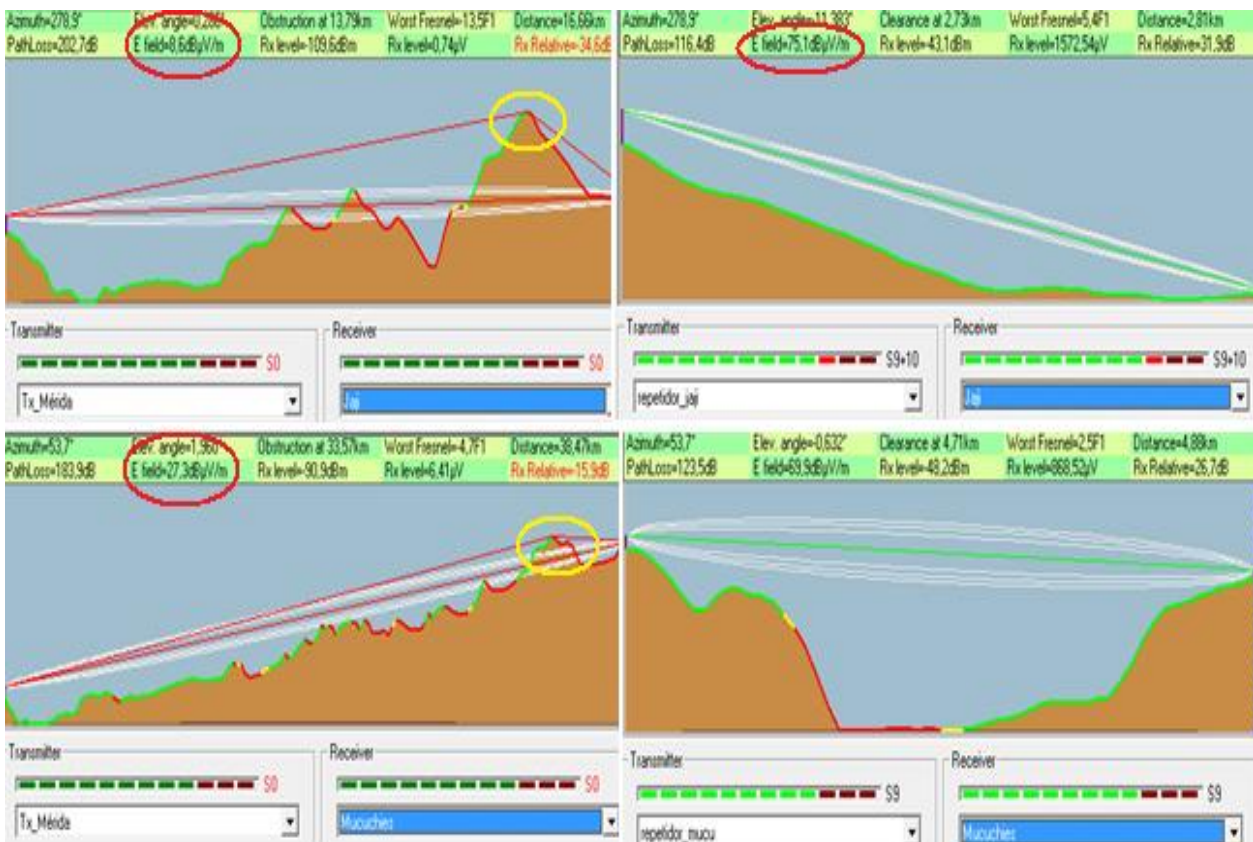 Azimuth=278,9° Elev. angle=0,286° Obstruction at 13,79km Worst Fresnel=-13,5F1 Distance=16,66km
PathLoss=202,7dB E field=8,6dBµV/m Rx level=-109,6dBm Rx level=0,74µV Rx Relative=-34,6dB
Transmitter Receiver
S0 S0
Tx_Mérida Jaji
Azimuth=278,9° Elev. angle=-11,383° Clearance at 2,73km Worst Fresnel=5,4F1 Distance=2,81km
PathLoss=116,4dB E field=75,1dBµV/m Rx level=-43,1dBm Rx level=1572,54µV Rx Relative=31,9dB
Transmitter Receiver
S9+10 S9+10
repetidor_jaji Jaji
Azimuth=53,7° Elev. angle=1,960° Obstruction at 33,57km Worst Fresnel=-4,7F1 Distance=38,47km
PathLoss=183,9dB E field=27,3dBµV/m Rx level=-90,9dBm Rx level=6,41µV Rx Relative=-15,9dB
Transmitter Receiver
S0 S0
Tx_Mérida Mucuchies
Azimuth=53,7° Elev. angle=-0,632° Clearance at 4,71km Worst Fresnel=2,5F1 Distance=4,88km
PathLoss=123,5dB E field=69,9dBµV/m Rx level=-48,2dBm Rx level=868,52µV Rx Relative=26,7dB
Transmitter Receiver
S9 S9
repetidor_mucu Mucuchies